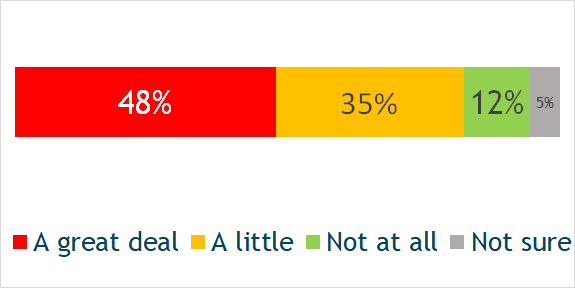 48% 35% 12% 5%
A great deal A little Not at all Not sure